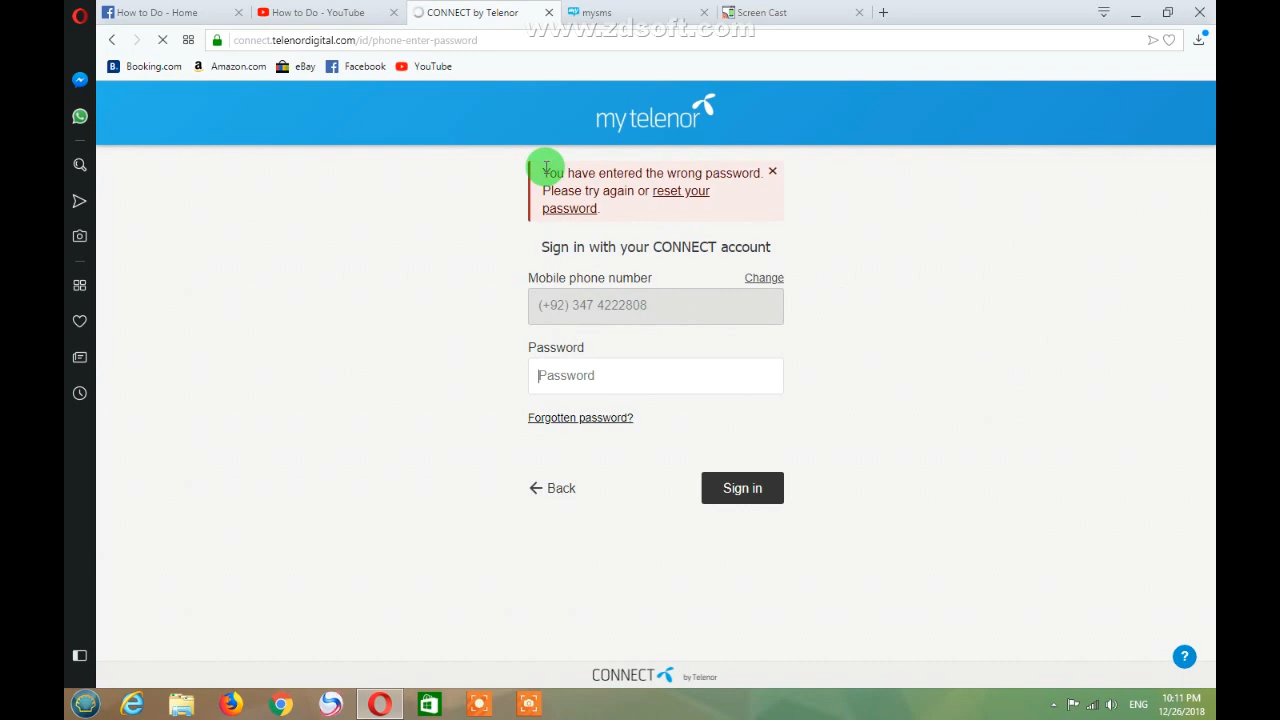 How to Do - Home
How to Do - YouTube
CONNECT by Telenor
mysms
Screen Cast
www.zdsoft.com
connect.telenordigital.com/id/phone-enter-password
B. Booking.com
a Amazon.com
eBay
Facebook
YouTube
my telenor
You have entered the wrong password.
Please try again or reset your
password.
Sign in with your CONNECT account
Mobile phone number Change
(+92) 347 4222808
Password
Password
Forgotten password?
Back Sign in
?
CONNECT by Telenor
ENG
10:11 PM
12/26/2018